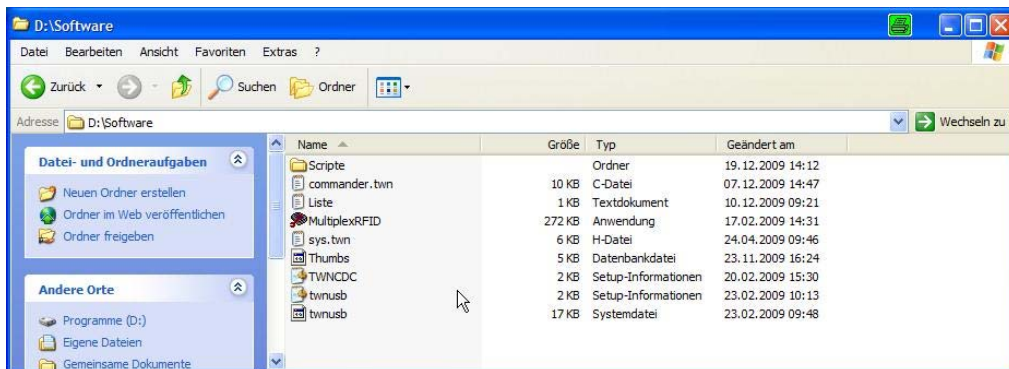 D:\Software
Datei Bearbeiten Ansicht Favoriten Extras ?
Zurück Suchen Ordner
Adresse D:\Software Wechseln zu
Datei- und Ordneraufgaben
Neuen Ordner erstellen
Ordner im Web veröffentlichen
Ordner freigeben
Andere Orte
Programme (D:)
Eigene Dateien
Gemeinsame Dokumente
Name Größe Typ Geändert am
Scripte Ordner 19.12.2009 14:12
commander.twn 10 KB C-Datei 07.12.2009 14:47
Liste 1 KB Textdokument 10.12.2009 09:21
MultiplexRFID 272 KB Anwendung 17.02.2009 14:31
sys.twn 6 KB H-Datei 24.04.2009 09:46
Thumbs 5 KB Datenbankdatei 23.11.2009 16:24
TWNCDC 2 KB Setup-Informationen 20.02.2009 15:30
twnusb 2 KB Setup-Informationen 23.02.2009 10:13
twnusb 17 KB Systemdatei 23.02.2009 09:48